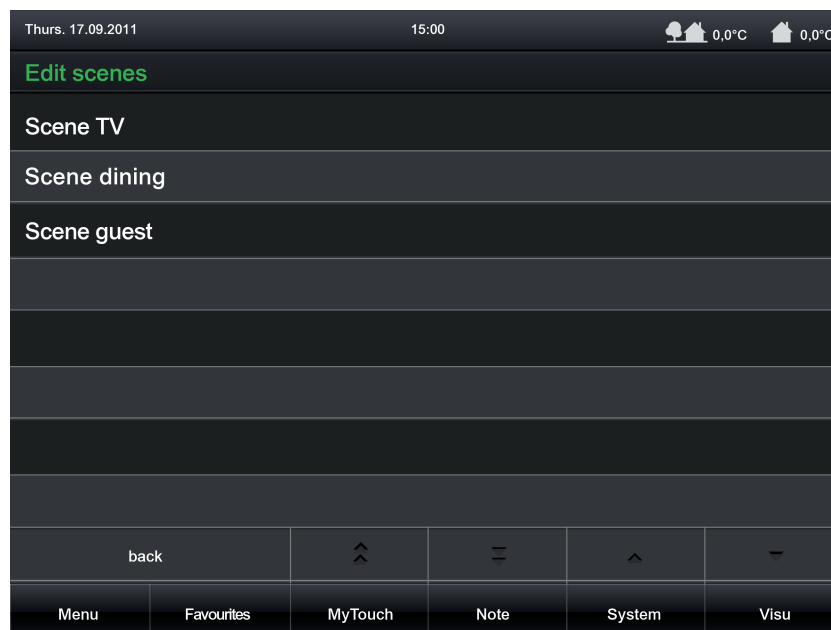 Thurs. 17.09.2011 15:00 0,0°C 0,0°C
Edit scenes
Scene TV
Scene dining
Scene guest
back
Menu Favourites MyTouch Note System Visu